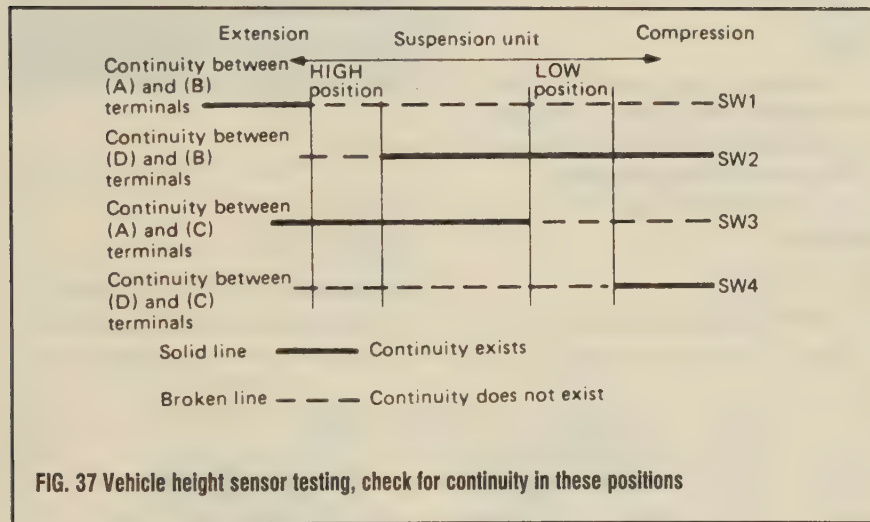 Extension Suspension unit Compression
Continuity between
(A) and (B)
terminals
HIGH
position
LOW
position
SW1
Continuity between
(D) and (B)
terminals
SW2
Continuity between
(A) and (C)
terminals
SW3
Continuity between
(D) and (C)
terminals
SW4
Solid line Continuity exists
Broken line Continuity does not exist
FIG. 37 Vehicle height sensor testing, check for continuity in these positions